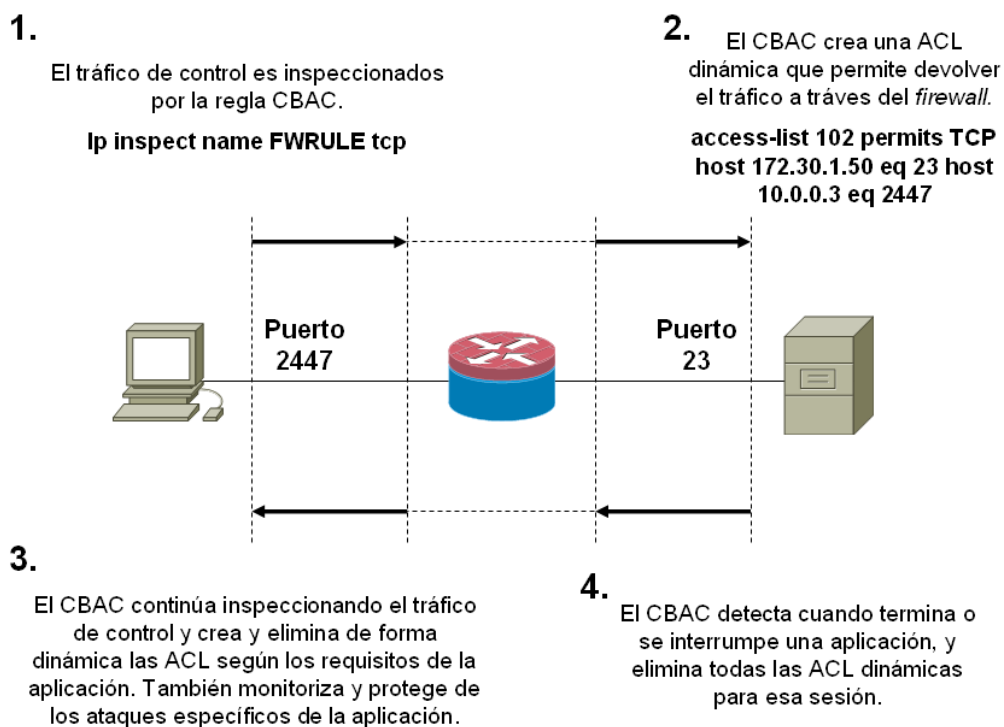 1.
El tráfico de control es inspeccionados
por la regla CBAC.
Ip inspect name FWRULE tcp
2.
El CBAC crea una ACL
dinámica que permite devolver
el tráfico a tráves del firewall.
access-list 102 permits TCP
host 172.30.1.50 eq 23 host
10.0.0.3 eq 2447
Puerto
2447
Puerto
23
3.
El CBAC continúa inspeccionando el tráfico
de control y crea y elimina de forma
dinámica las ACL según los requisitos de la
aplicación. También monitoriza y protege de
los ataques específicos de la aplicación.
4.
El CBAC detecta cuando termina o
se interrumpe una aplicación, y
elimina todas las ACL dinámicas
para esa sesión.